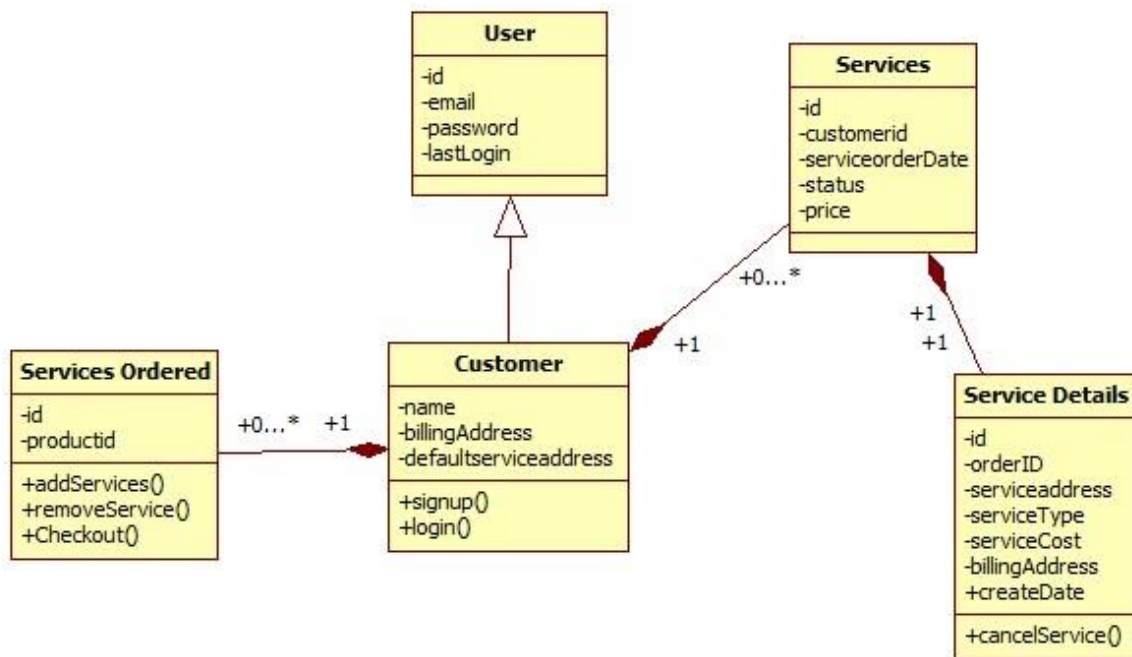 User
-id
-email
-password
-lastLogin
Services
-id
-customerid
-serviceorderDate
-status
-price
+0...*
+1
+1
+1
Services Ordered
-id
-productid
+addServices()
+removeService()
+Checkout()
+0...* +1
Customer
-name
-billingAddress
-defaultserviceaddress
+signup()
+login()
Service Details
-id
-orderID
-serviceaddress
-serviceType
-serviceCost
-billingAddress
+createDate
+cancelService()